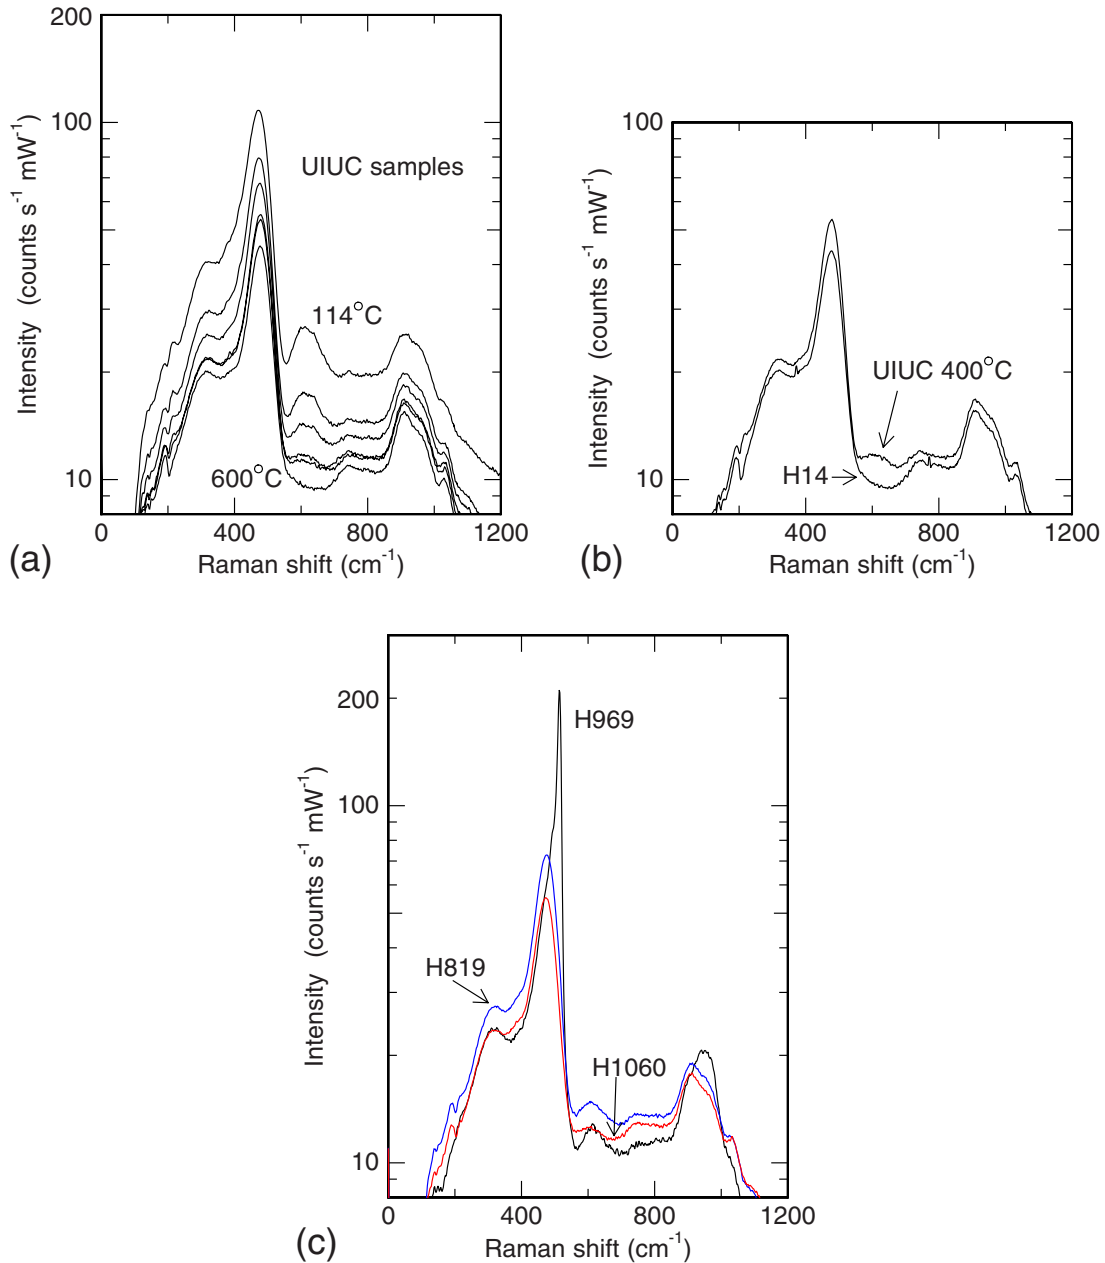 200
100
10
Intensity (counts s⁻¹ mW⁻¹)
UIUC samples
114°C
600°C
0 400 800 1200
Raman shift (cm⁻¹)
(a)
100
10
Intensity (counts s⁻¹ mW⁻¹)
UIUC 400°C
H14
0 400 800 1200
Raman shift (cm⁻¹)
(b)
200
100
10
Intensity (counts s⁻¹ mW⁻¹)
H969
H819
H1060
0 400 800 1200
Raman shift (cm⁻¹)
(c)